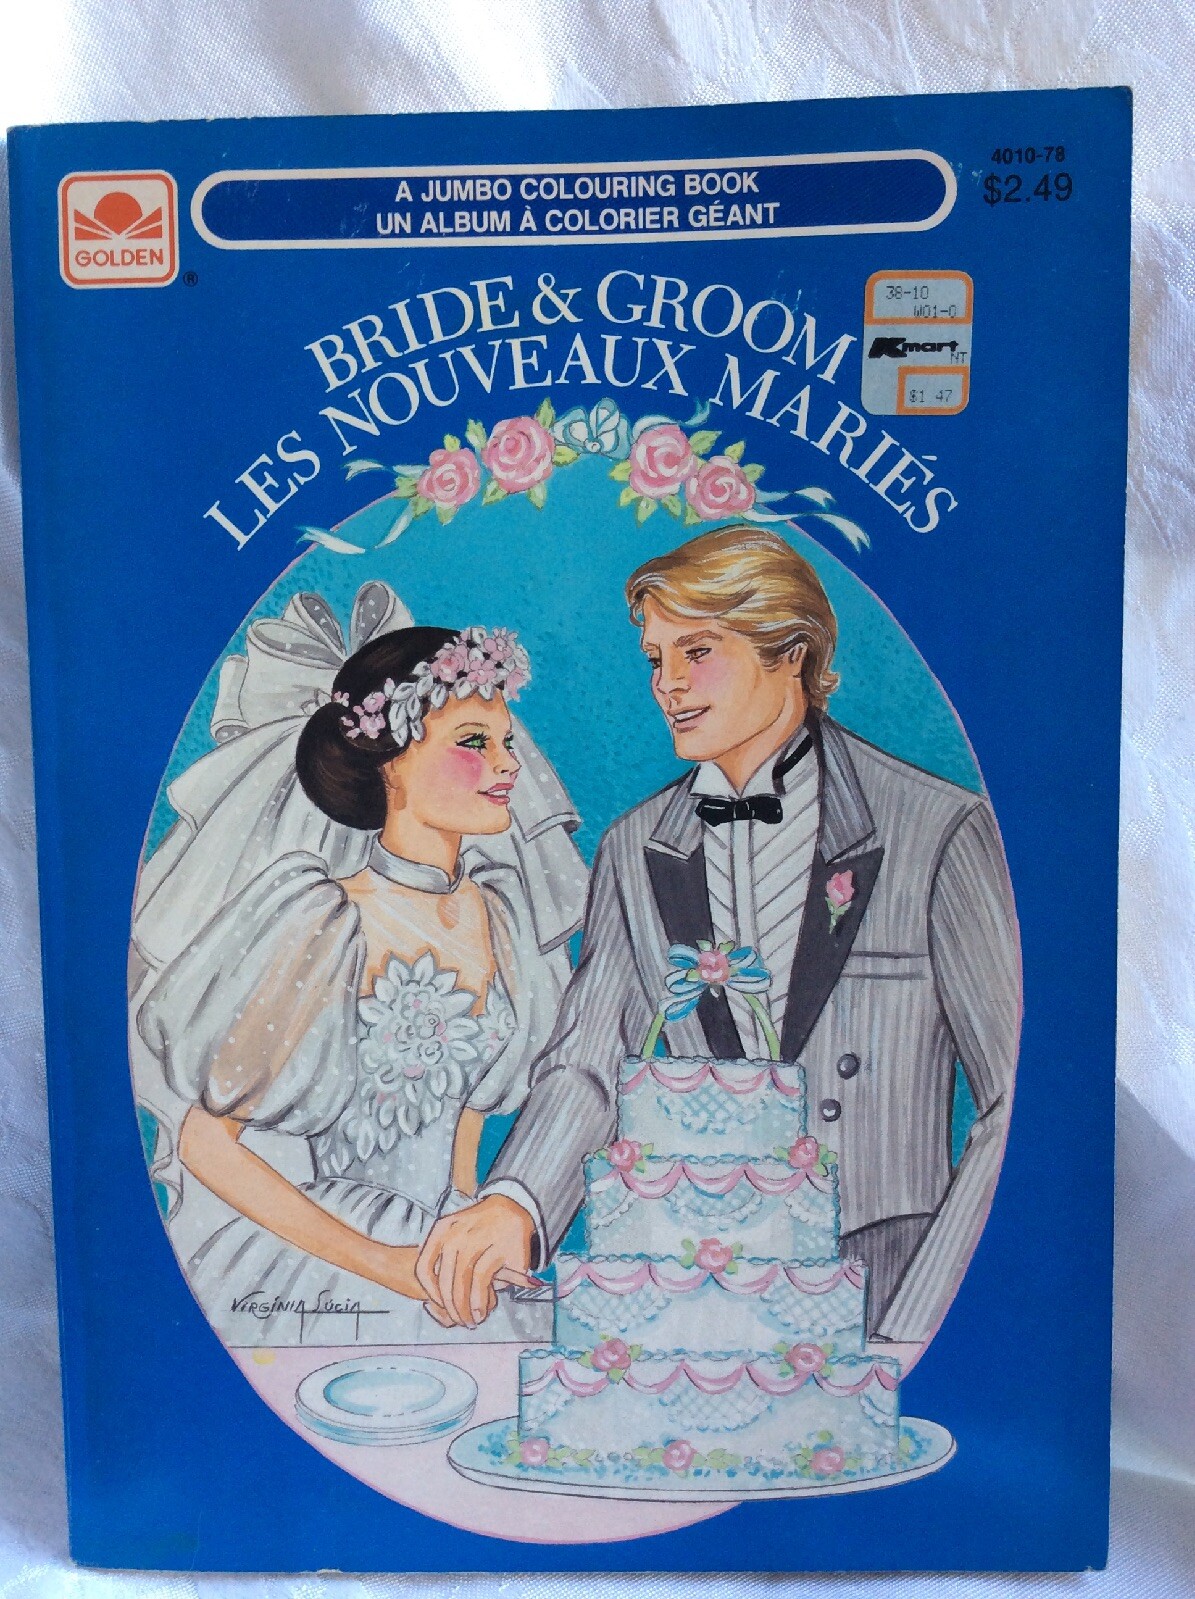 GOLDEN
®
A JUMBO COLOURING BOOK
UN ALBUM À COLORIER GÉANT
4010-78
$2.49
BRIDE & GROOM
LES NOUVEAUX MARIÉS
38-10
W01-0
Kmart
NT
$1 47
VIRGINIA SUCIA